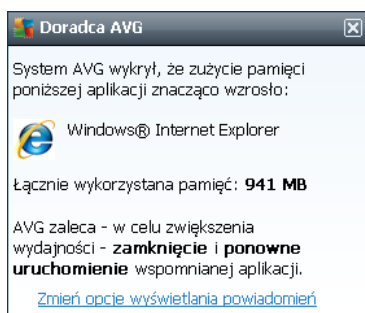 Doradca AVG
System AVG wykrył, że zużycie pamięci
poniższej aplikacji znacząco wzrosło:
Windows® Internet Explorer
Łącznie wykorzystana pamięć: 941 MB
AVG zaleca - w celu zwiększenia
wydajności - zamknięcie i ponowne
uruchomienie wspomnianej aplikacji.
Zmień opcje wyświetlania powiadomień